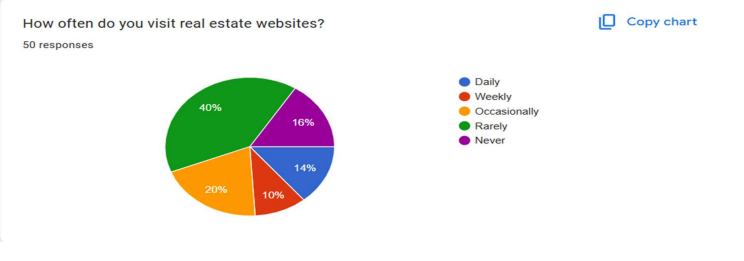 How often do you visit real estate websites?
Copy chart
50 responses
Daily
Weekly
Occasionally
Rarely
Never
40%
16%
14%
20%
10%